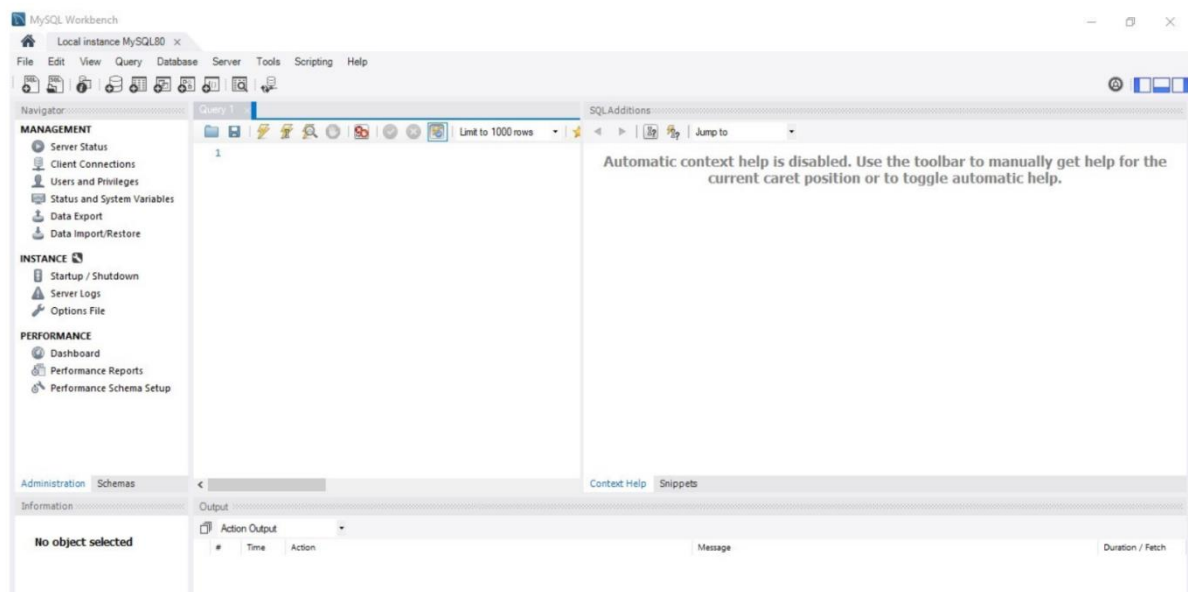 MySQL Workbench
Local instance MySQL80
File Edit View Query Database Server Tools Scripting Help
Navigator
MANAGEMENT
Server Status
Client Connections
Users and Privileges
Status and System Variables
Data Export
Data Import/Restore
INSTANCE
Startup / Shutdown
Server Logs
Options File
PERFORMANCE
Dashboard
Performance Reports
Performance Schema Setup
Administration Schemas
Information
No object selected
Query 1
Limit to 1000 rows
1
SQLAdditions
Jump to
Automatic context help is disabled. Use the toolbar to manually get help for the
current caret position or to toggle automatic help.
Context Help Snippets
Output
Action Output
# Time Action Message Duration / Fetch